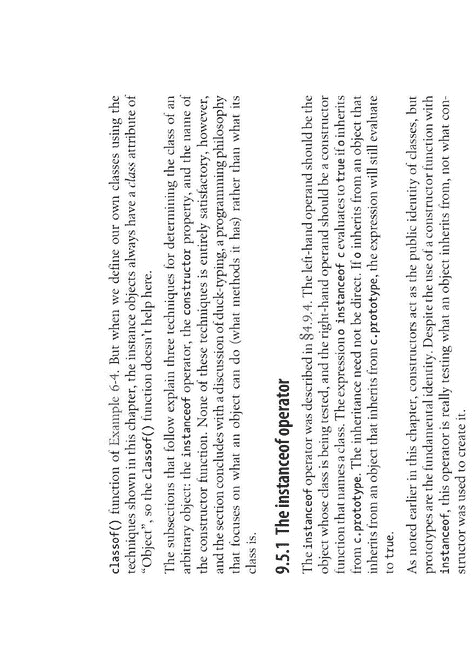 classof() function of Example 6-4. But when we define our own classes using the
techniques shown in this chapter, the instance objects always have a class attribute of
“Object”, so the classof() function doesn't help here.
The subsections that follow explain three techniques for determining the class of an
arbitrary object: the instanceof operator, the constructor property, and the name of
the constructor function. None of these techniques is entirely satisfactory, however,
and the section concludes with a discussion of duck-typing, a programming philosophy
that focuses on what an object can do (what methods it has) rather than what its
class is.
9.5.1 The instanceof operator
The instanceof operator was described in §4.9.4. The left-hand operand should be the
object whose class is being tested, and the right-hand operand should be a constructor
function that names a class. The expression o instanceof c evaluates to true if o inherits
from c.prototype. The inheritance need not be direct. If o inherits from an object that
inherits from an object that inherits from c.prototype, the expression will still evaluate
to true.
As noted earlier in this chapter, constructors act as the public identity of classes, but
prototypes are the fundamental identity. Despite the use of a constructor function with
instanceof, this operator is really testing what an object inherits from, not what con-
structor was used to create it.